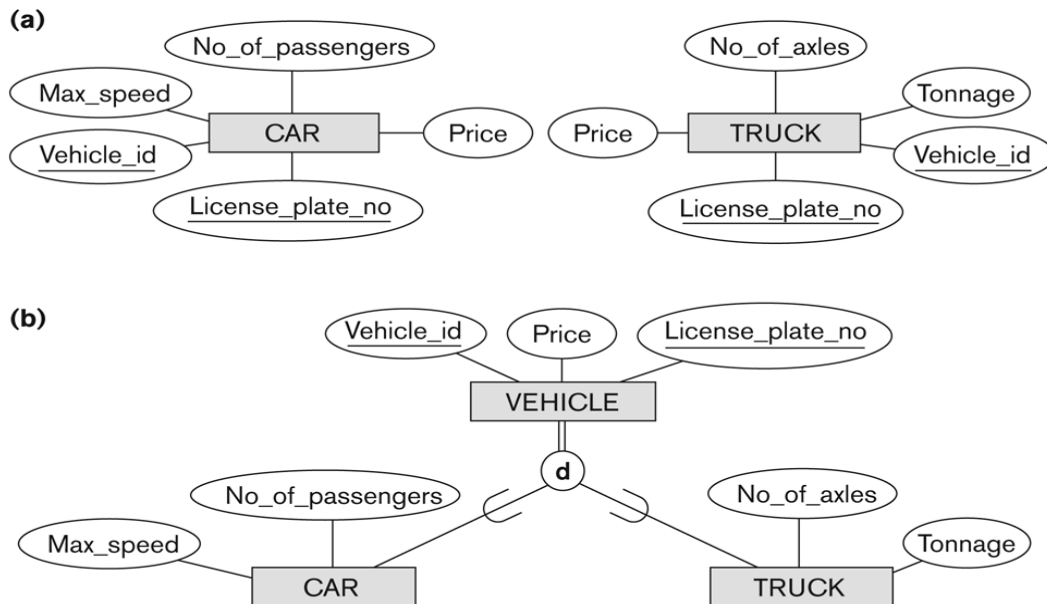 (a)
No_of_passengers
No_of_axles
Max_speed
Tonnage
CAR
Price
Price
TRUCK
Vehicle_id
Vehicle_id
License_plate_no
License_plate_no
(b)
Vehicle_id
Price
License_plate_no
VEHICLE
d
No_of_passengers
No_of_axles
Max_speed
Tonnage
CAR
TRUCK